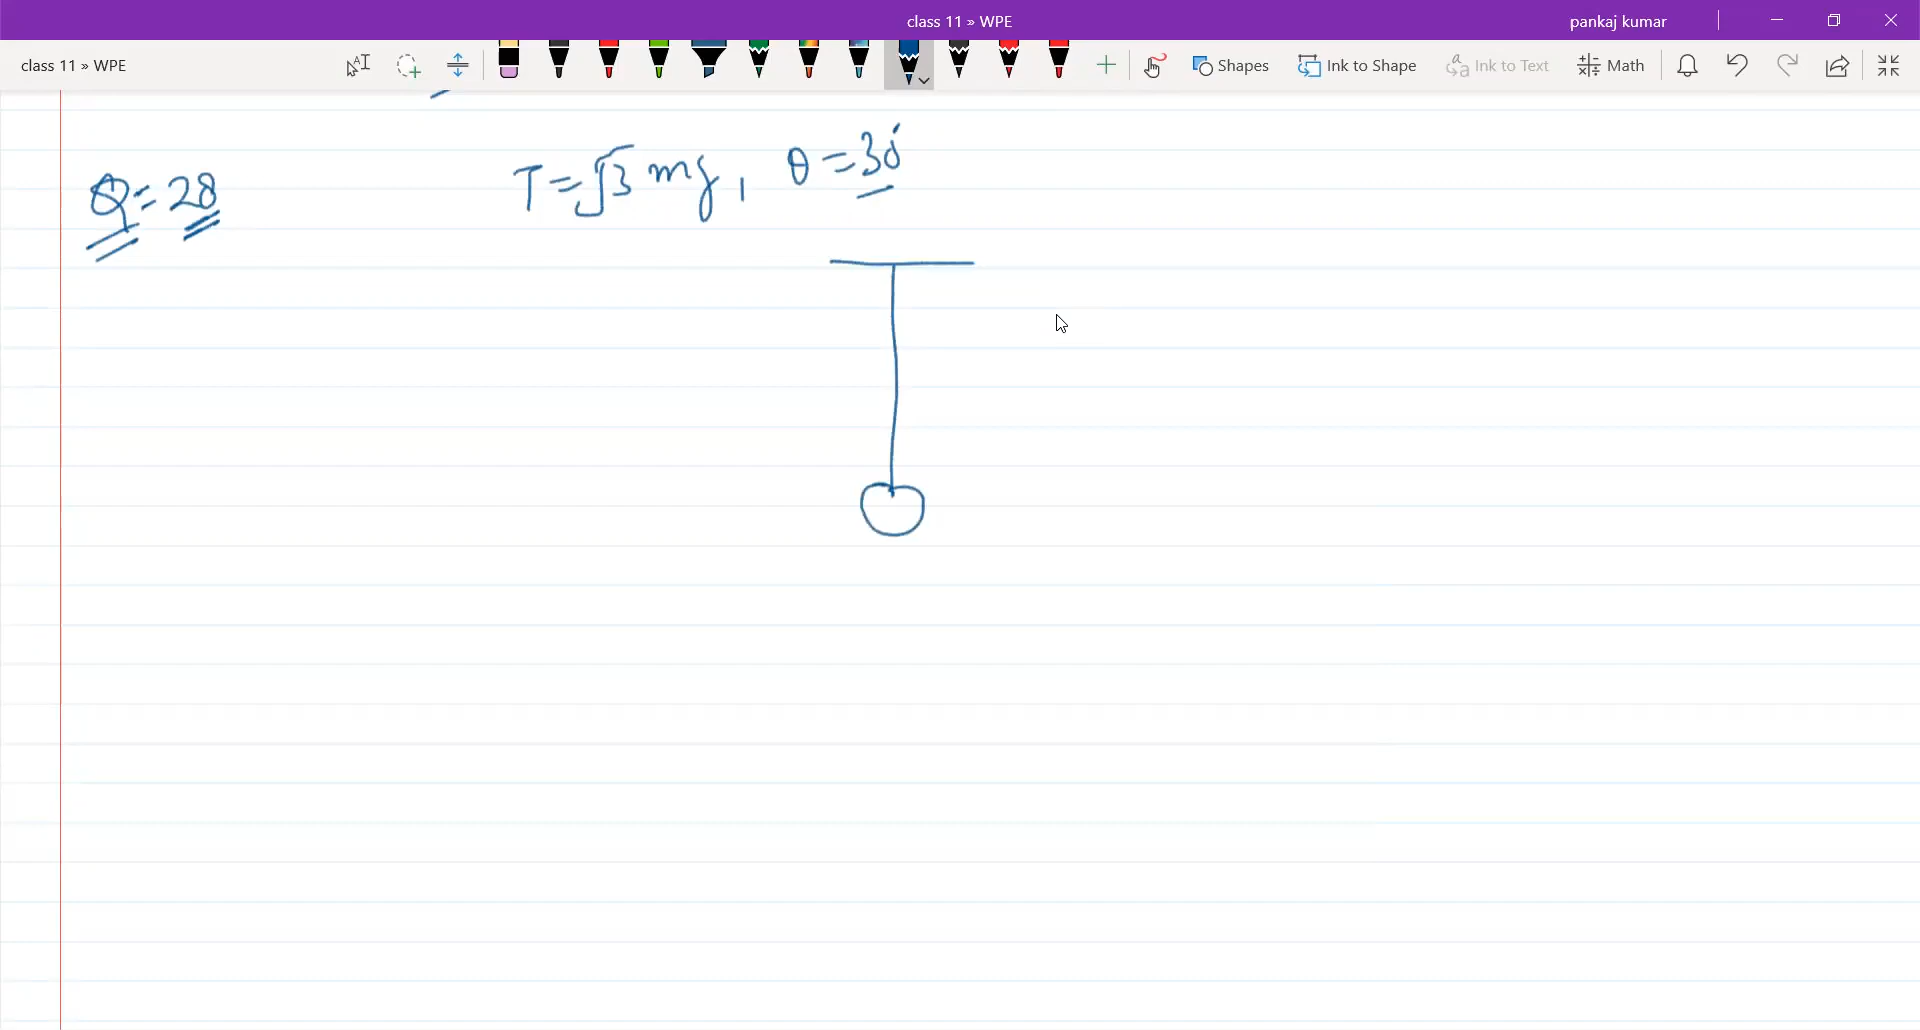 class 11 » WPE
pankaj kumar
class 11 » WPE
Shapes
Ink to Shape
Ink to Text
Math
Q = 28
T = √3 mg, θ = 30°